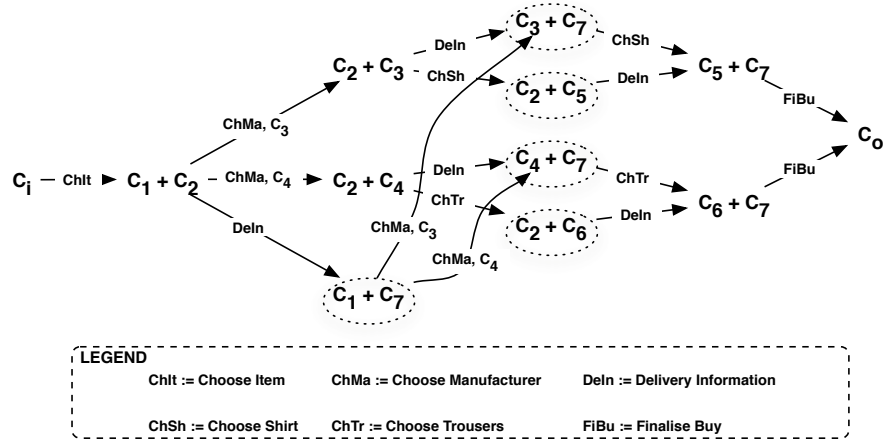 C3 + C7
DeIn
ChSh
C2 + C3
C5 + C7
ChSh
DeIn
C2 + C5
FiBu
ChMa, C3
Co
C4 + C7
DeIn
FiBu
Ci
ChIt
C1 + C2
ChMa, C4
C2 + C4
ChTr
ChTr
C6 + C7
DeIn
ChMa, C3
C2 + C6
DeIn
ChMa, C4
C1 + C7
LEGEND
ChIt := Choose Item ChMa := Choose Manufacturer DeIn := Delivery Information
ChSh := Choose Shirt ChTr := Choose Trousers FiBu := Finalise Buy